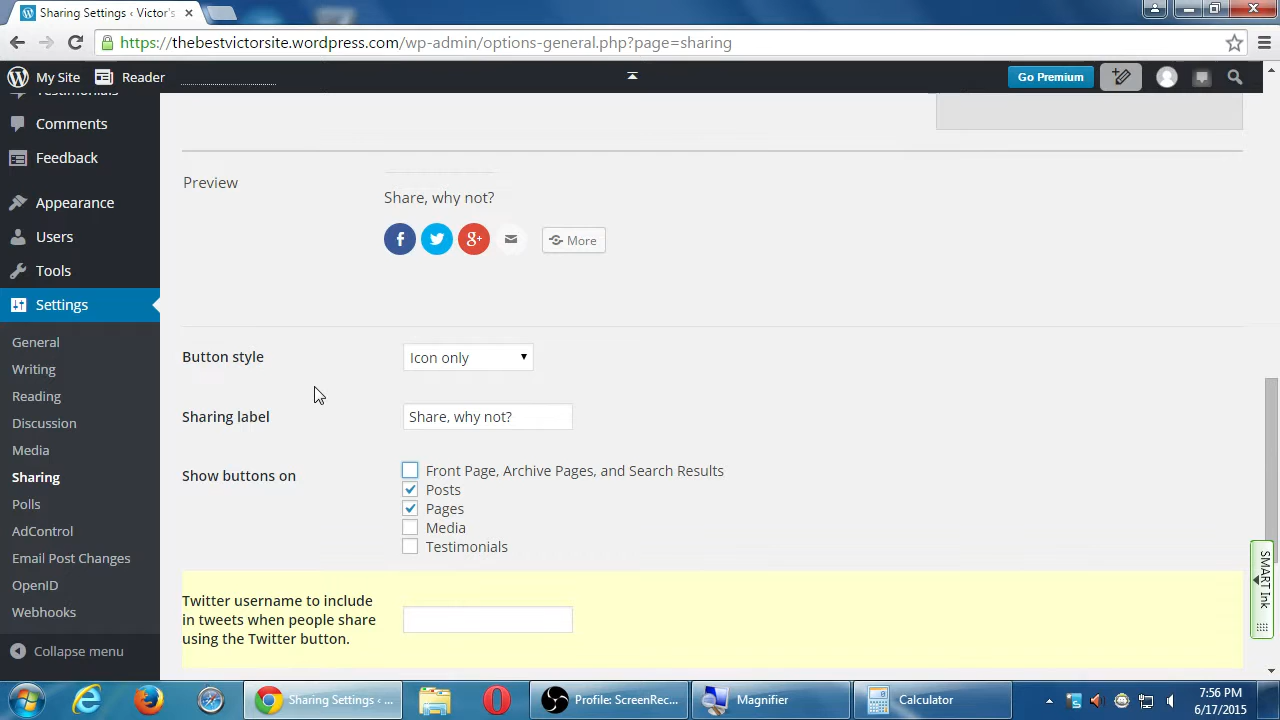 Sharing Settings ‹ Victor's
https://thebestvictorsite.wordpress.com/wp-admin/options-general.php?page=sharing
My Site
Reader
Go Premium
Testimonials
Comments
Feedback
Appearance
Users
Tools
Settings
General
Writing
Reading
Discussion
Media
Sharing
Polls
AdControl
Email Post Changes
OpenID
Webhooks
Collapse menu
Preview
Share, why not?
f
g+
More
Button style
Icon only
Sharing label
Share, why not?
Show buttons on
Front Page, Archive Pages, and Search Results
Posts
Pages
Media
Testimonials
Twitter username to include
in tweets when people share
using the Twitter button.
SMART Ink
Sharing Settings ‹ ...
Profile: ScreenRec...
Magnifier
Calculator
7:56 PM
6/17/2015